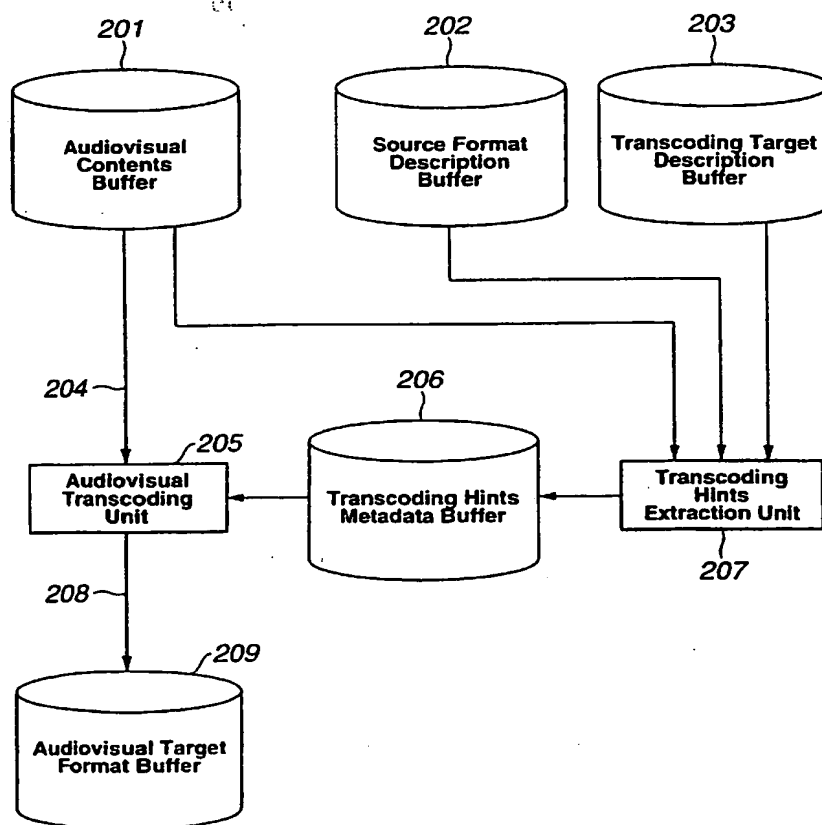 201
202
203
Audiovisual
Contents
Buffer
Source Format
Description
Buffer
Transcoding Target
Description
Buffer
204
206
205
Audiovisual
Transcoding
Unit
Transcoding Hints
Metadata Buffer
Transcoding
Hints
Extraction Unit
207
208
209
Audiovisual Target
Format Buffer